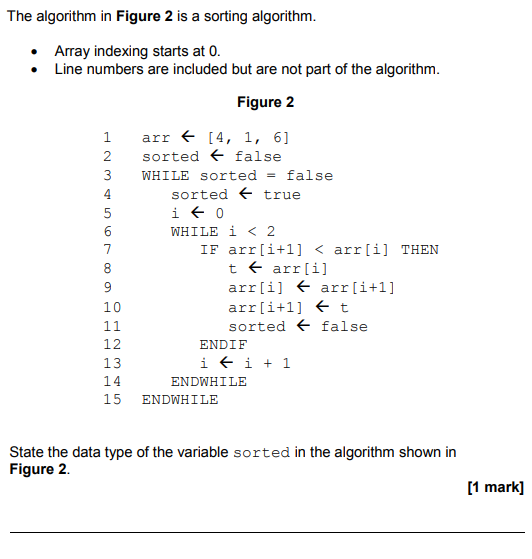 The algorithm in Figure 2 is a sorting algorithm.
• Array indexing starts at 0.
• Line numbers are included but are not part of the algorithm.
Figure 2
1 arr ← [4, 1, 6]
2 sorted ← false
3 WHILE sorted = false
4 sorted ← true
5 i ← 0
6 WHILE i < 2
7 IF arr[i+1] < arr[i] THEN
8 t ← arr[i]
9 arr[i] ← arr[i+1]
10 arr[i+1] ← t
11 sorted ← false
12 ENDIF
13 i ← i + 1
14 ENDWHILE
15 ENDWHILE
State the data type of the variable sorted in the algorithm shown in
Figure 2.
[1 mark]